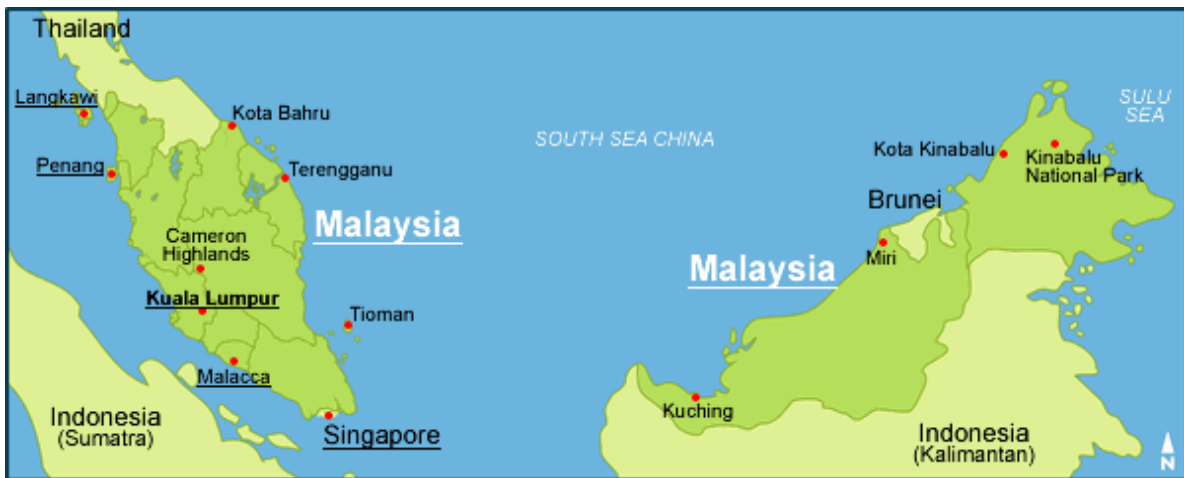 Thailand
Langkawi
Kota Bahru
Penang
Terengganu
Malaysia
Cameron
Highlands
Kuala Lumpur
Tioman
Malacca
Singapore
Indonesia
(Sumatra)
SOUTH SEA CHINA
SULU
SEA
Kota Kinabalu
Kinabalu
National Park
Brunei
Miri
Malaysia
Kuching
Indonesia
(Kalimantan)
N